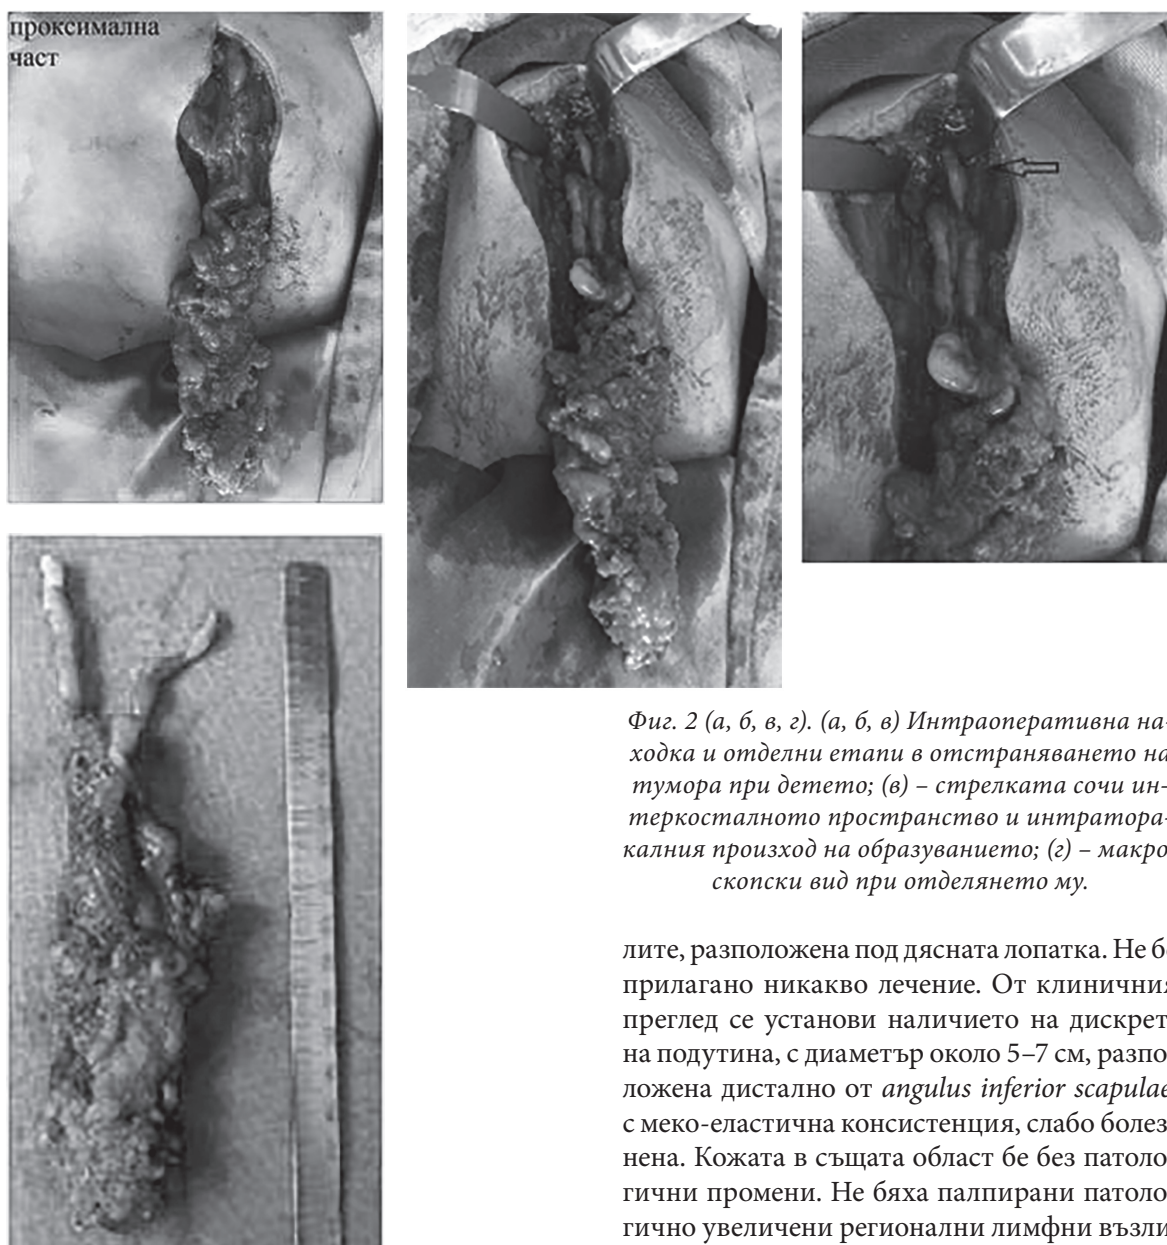 проксимална
част
Фиг. 2 (а, б, в, г). (а, б, в) Интраоперативна на-
ходка и отделни етапи в отстраняването на
тумора при детето; (в) – стрелката сочи ин-
теркосталното пространство и интратора-
калния произход на образуванието; (г) – макро
скопски вид при отделянето му.
лите, разположена под дясната лопатка. Не бе
прилагано никакво лечение. От клиничния
преглед се установи наличието на дискрет
на подутина, с диаметър около 5–7 см, разпо
ложена дистално от angulus inferior scapulae
с меко-еластична консистенция, слабо болез
нена. Кожата в същата област бе без патоло
гични промени. Не бяха палпирани патоло
гично увеличени регионални лимфни възли